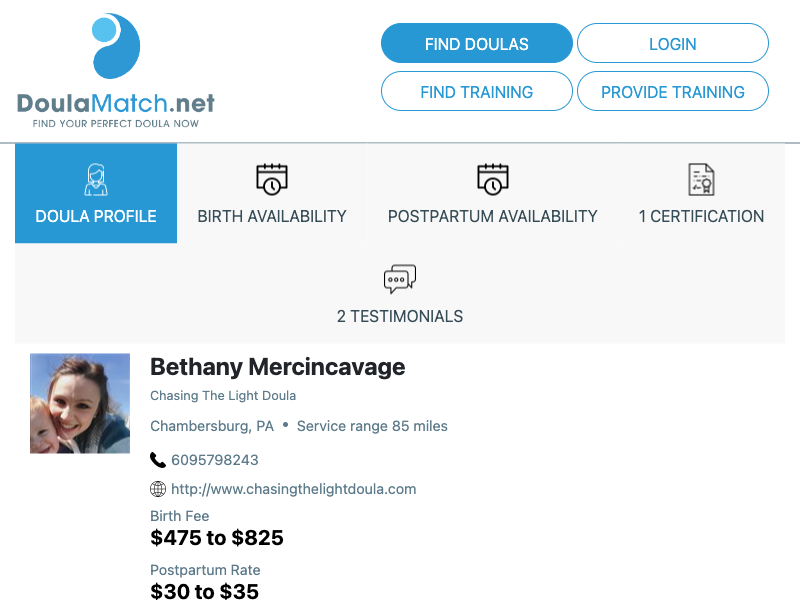 DoulaMatch.net
FIND YOUR PERFECT DOULA NOW
FIND DOULAS
LOGIN
FIND TRAINING
PROVIDE TRAINING
DOULA PROFILE
BIRTH AVAILABILITY
POSTPARTUM AVAILABILITY
1 CERTIFICATION
2 TESTIMONIALS
Bethany Mercincavage
Chasing The Light Doula
Chambersburg, PA • Service range 85 miles
6095798243
http://www.chasingthelightdoula.com
Birth Fee
$475 to $825
Postpartum Rate
$30 to $35